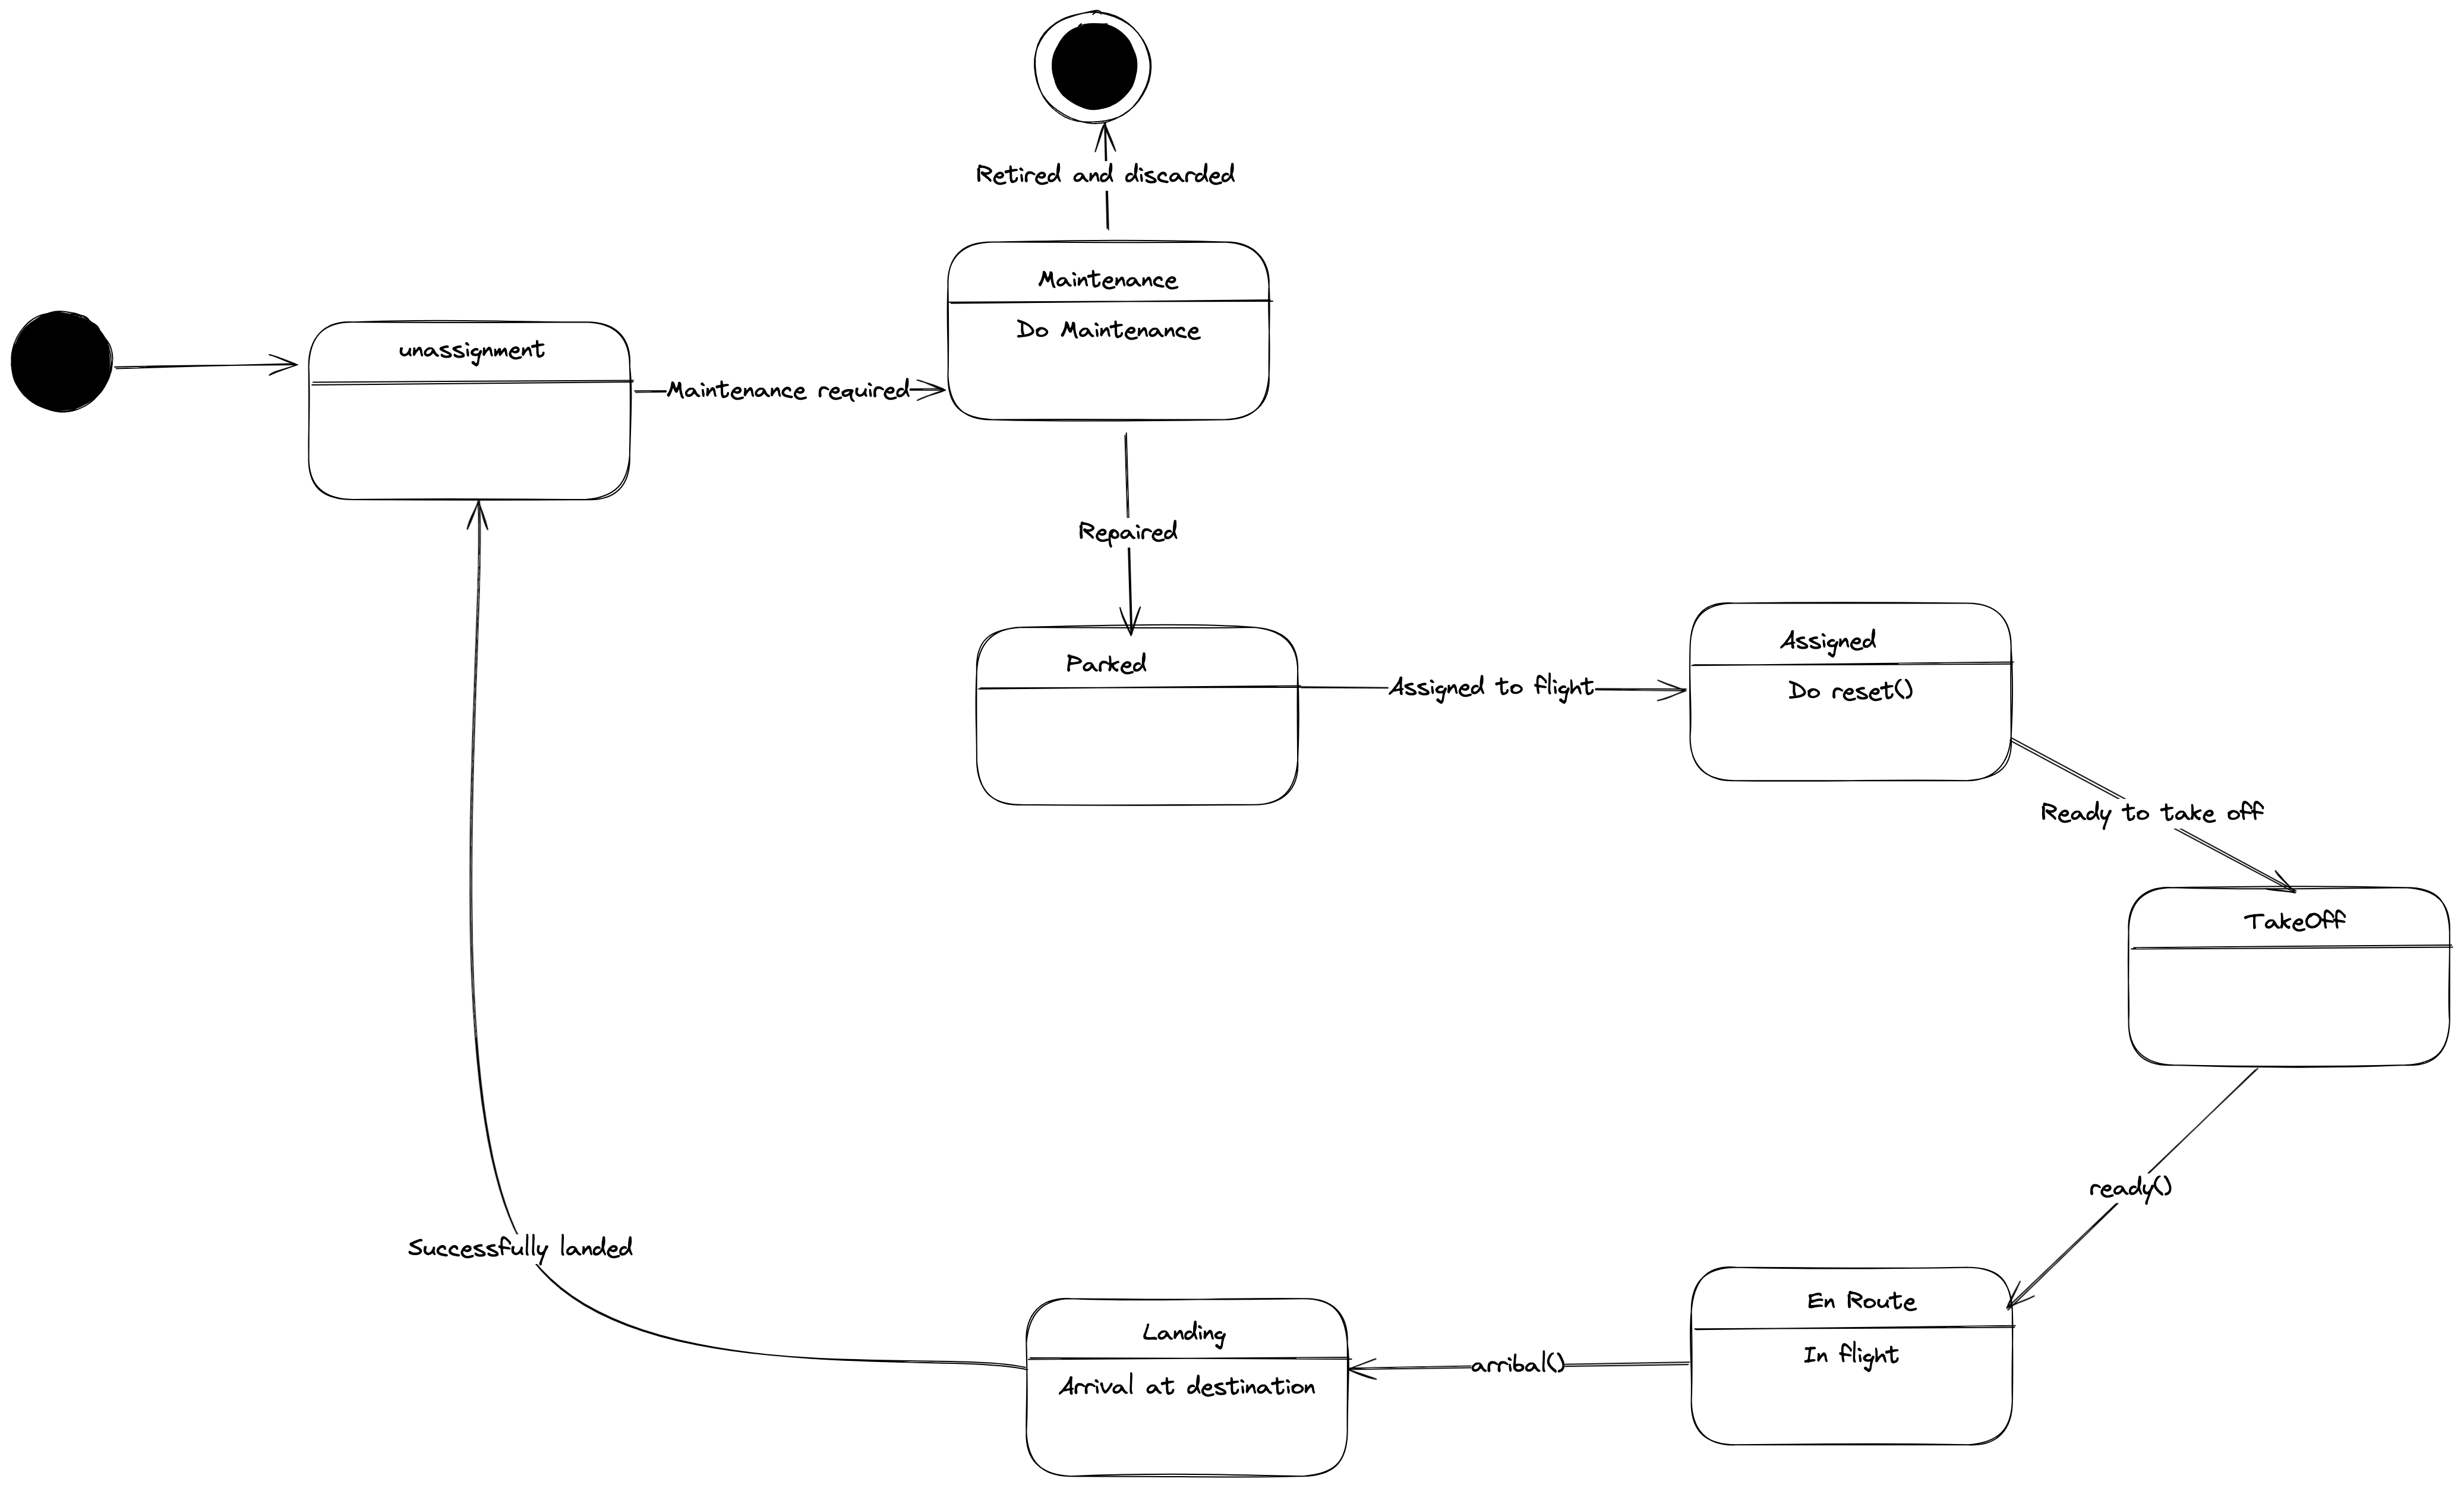 Retired and discarded
Maintenance
Do Maintenance
unassignment
Maintenance required
Repaired
Parked
Assigned to flight
Assigned
Do reset()
Ready to take off
TakeOff
ready()
En Route
In flight
arribal()
Landing
Arrival at destination
Successfully landed